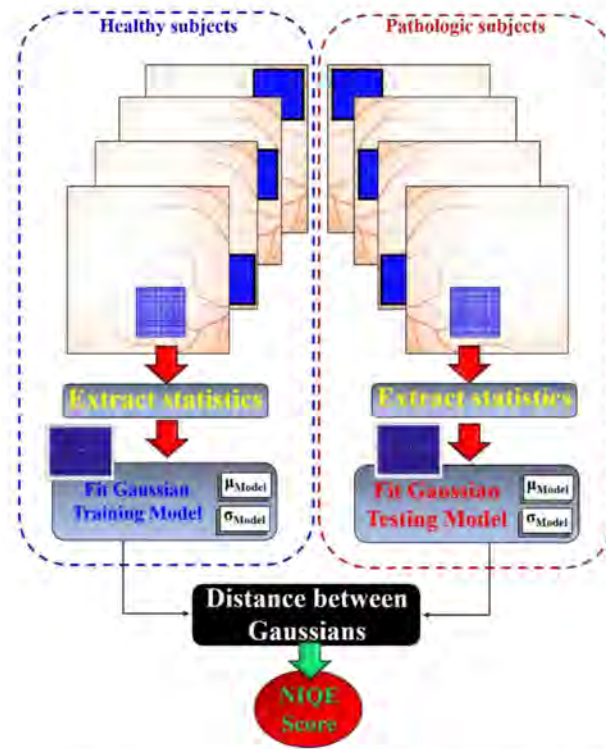 Healthy subjects
Pathologic subjects
Extract statistics
Extract statistics
Fit Gaussian
Training Model
μModel
σModel
Fit Gaussian
Testing Model
μModel
σModel
Distance between
Gaussians
NIQE
Score